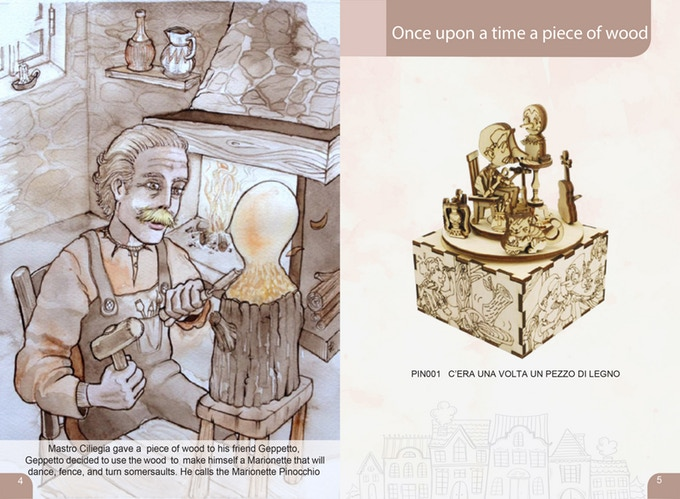 Mastro Ciliegia gave a piece of wood to his friend Geppetto,
Geppetto decided to use the wood to make himself a Marionette that will
dance, fence, and turn somersaults. He calls the Marionette Pinocchio
4
Once upon a time a piece of wood
PIN001 C'ERA UNA VOLTA UN PEZZO DI LEGNO
5